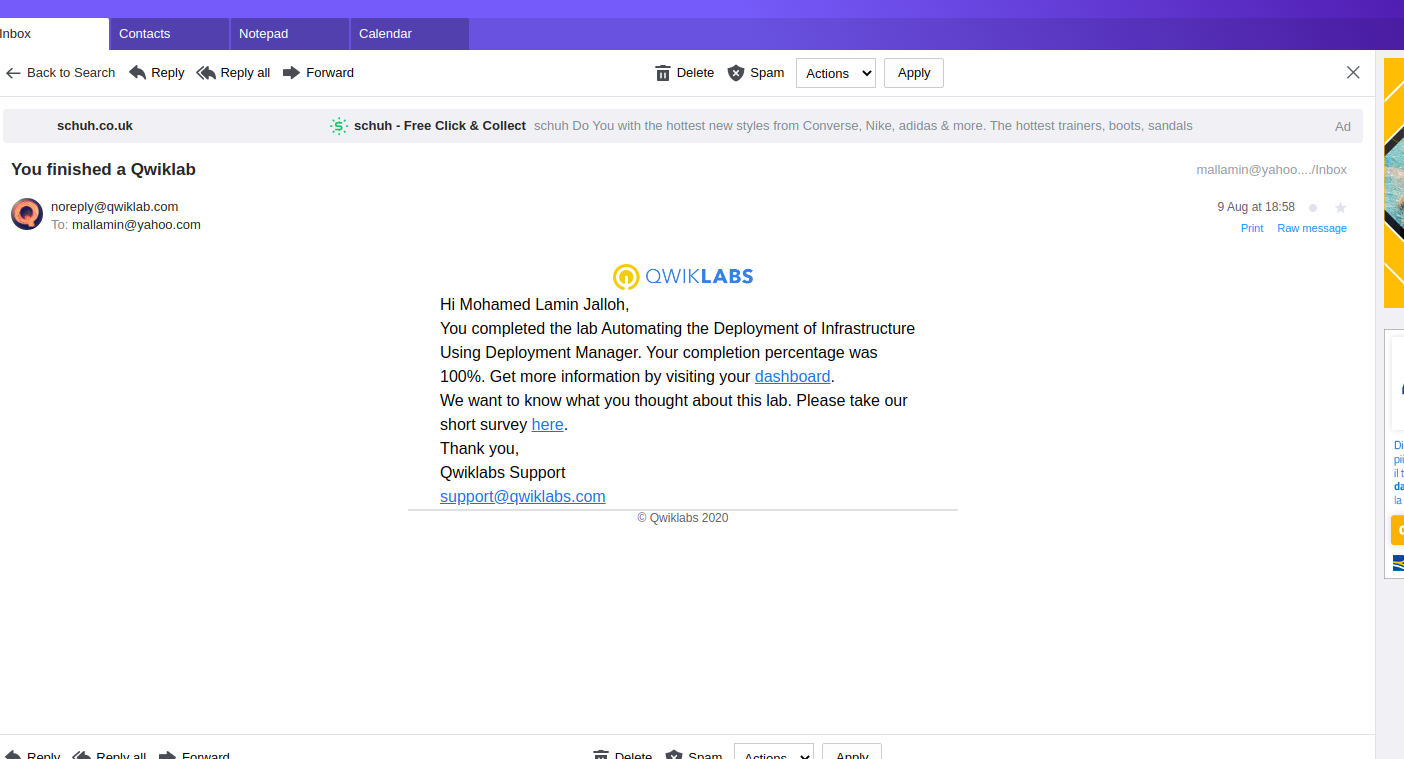 Inbox
Contacts
Notepad
Calendar
Back to Search
Reply
Reply all
Forward
Delete
Spam
Actions
Apply
schuh.co.uk
schuh - Free Click & Collect schuh Do You with the hottest new styles from Converse, Nike, adidas & more. The hottest trainers, boots, sandals
Ad
You finished a Qwiklab
mallamin@yahoo..../Inbox
noreply@qwiklab.com
9 Aug at 18:58
To: mallamin@yahoo.com
Print
Raw message
QWIKLABS
Hi Mohamed Lamin Jalloh,
You completed the lab Automating the Deployment of Infrastructure
Using Deployment Manager. Your completion percentage was
100%. Get more information by visiting your dashboard.
We want to know what you thought about this lab. Please take our
short survey here.
Thank you,
Qwiklabs Support
support@qwiklabs.com
© Qwiklabs 2020
il
la
Reply
Reply all
Forward
Delete
Spam
Actions
Apply